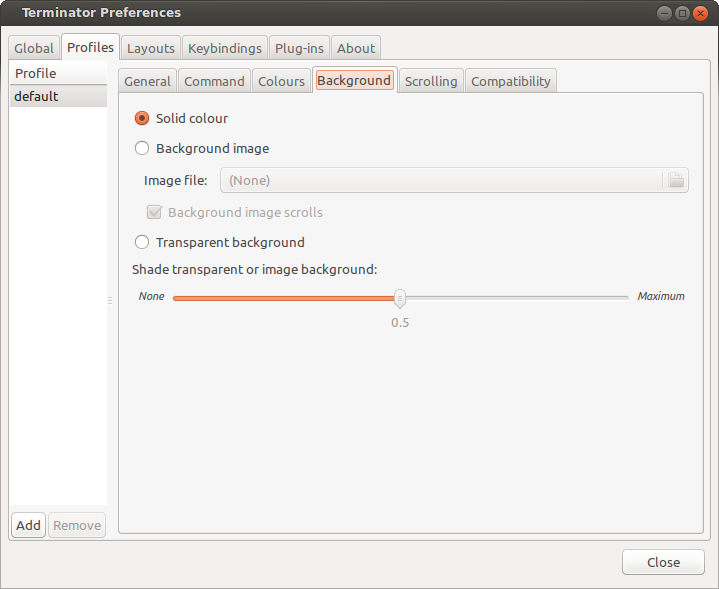 Terminator Preferences
Global Profiles Layouts Keybindings Plug-ins About
Profile
default
General Command Colours Background Scrolling Compatibility
Solid colour
Background image
Image file: (None)
Background image scrolls
Transparent background
Shade transparent or image background:
None Maximum
0.5
Add Remove
Close